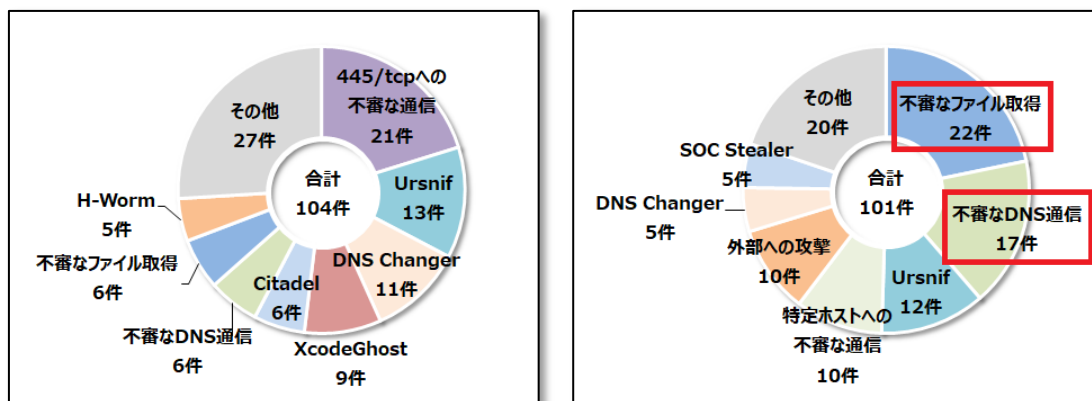 445/tcpへの
不審な通信
21件
Ursnif
13件
DNS Changer
11件
XcodeGhost
9件
Citadel
6件
不審なDNS通信
6件
不審なファイル取得
6件
H-Worm
5件
その他
27件
合計
104件
不審なファイル取得
22件
不審なDNS通信
17件
Ursnif
12件
特定ホストへの
不審な通信
10件
外部への攻撃
10件
DNS Changer
5件
SOC Stealer
5件
その他
20件
合計
101件